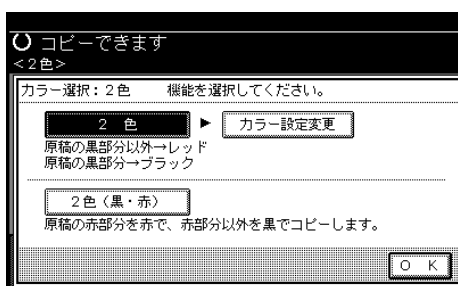 コピーできます
<2色>
カラー選択：2色 機能を選択してください。
2 色 ▶ カラー設定変更
原稿の黒部分以外→レッド
原稿の黒部分→ブラック
2色（黒・赤）
原稿の赤部分を赤で、赤部分以外を黒でコピーします。
O K